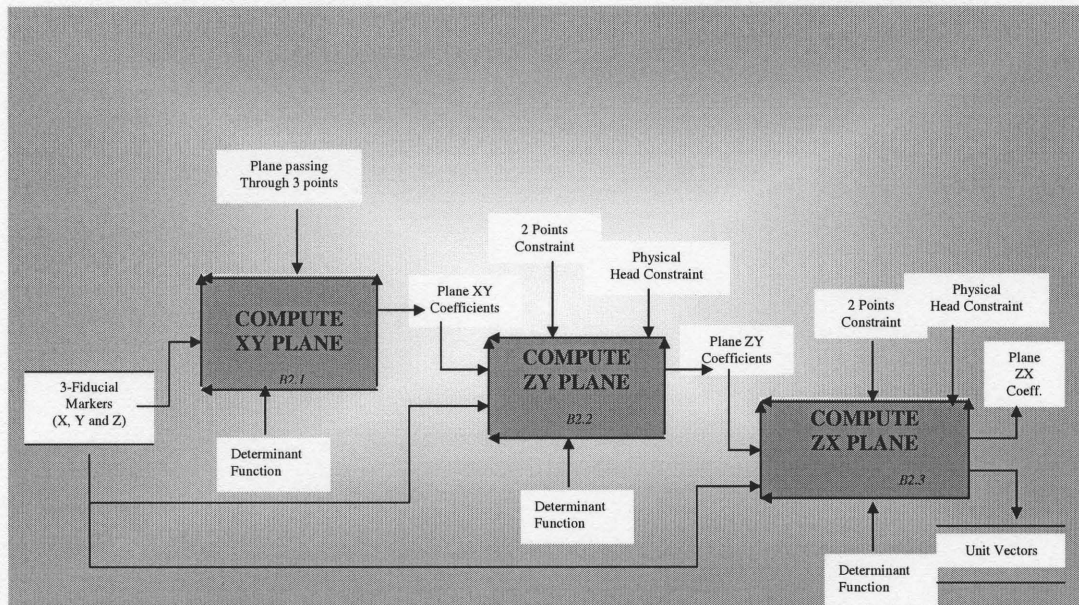 Plane passing
Through 3 points
2 Points
Constraint
Physical
Head Constraint
Plane XY
Coefficients
COMPUTE
XY PLANE
B2.1
Physical
Head Constraint
2 Points
Constraint
COMPUTE
ZY PLANE
B2.2
Plane ZY
Coefficients
Plane
ZX
Coeff.
3-Fiducial
Markers
(X, Y and Z)
COMPUTE
ZX PLANE
B2.3
Determinant
Function
Determinant
Function
Unit Vectors
Determinant
Function